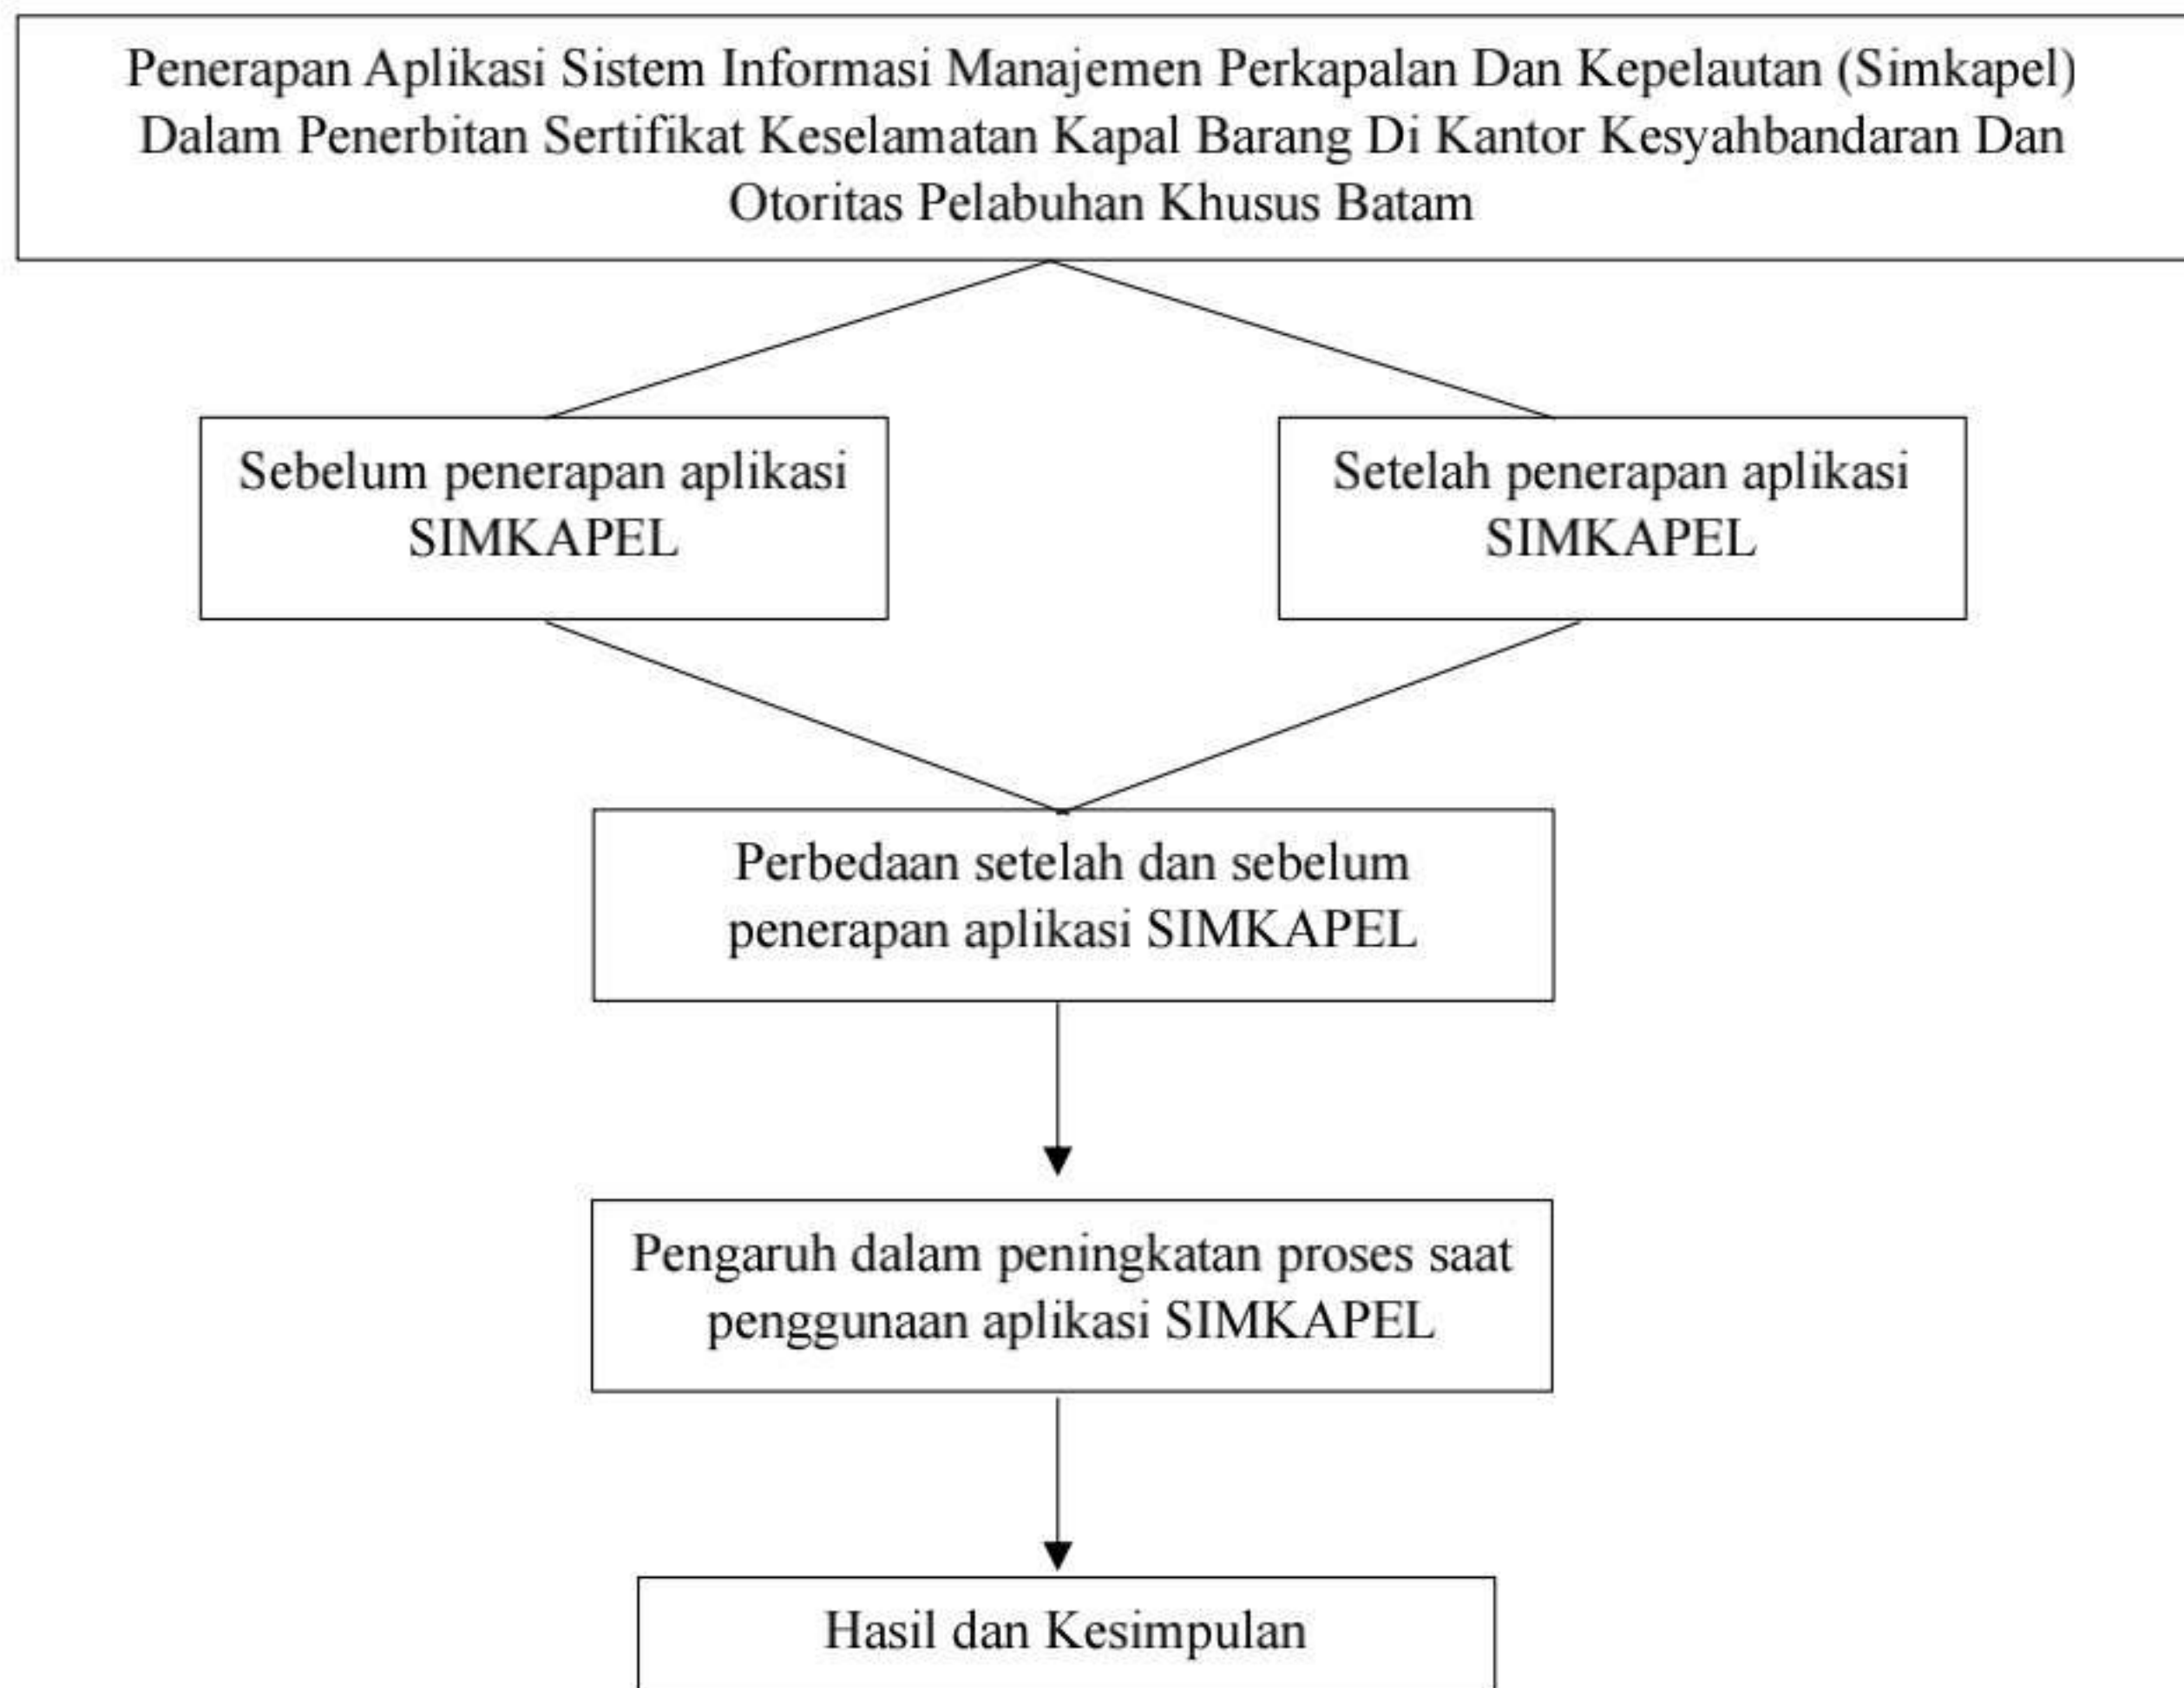 Penerapan Aplikasi Sistem Informasi Manajemen Perkapalan Dan Kepelautan (Simkapel)
Dalam Penerbitan Sertifikat Keselamatan Kapal Barang Di Kantor Kesyahbandaran Dan
Otoritas Pelabuhan Khusus Batam
Sebelum penerapan aplikasi
SIMKAPEL
Setelah penerapan aplikasi
SIMKAPEL
Perbedaan setelah dan sebelum
penerapan aplikasi SIMKAPEL
Pengaruh dalam peningkatan proses saat
penggunaan aplikasi SIMKAPEL
Hasil dan Kesimpulan